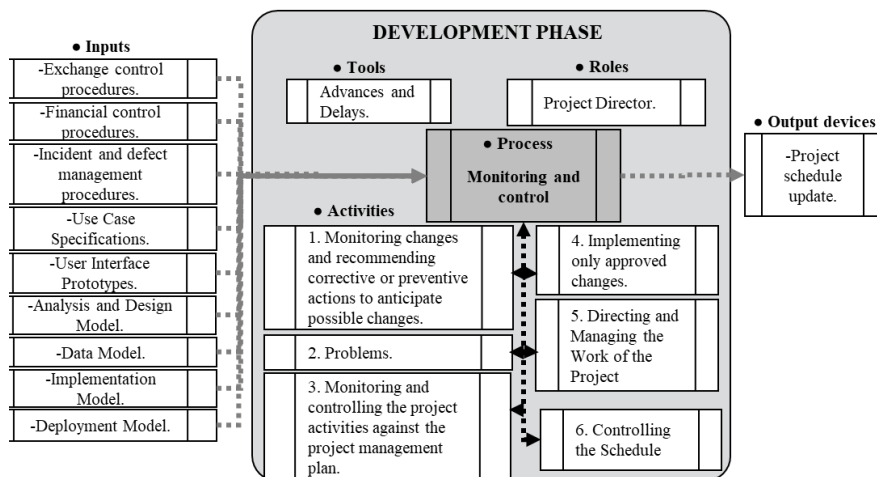 ● Inputs
-Exchange control
procedures.
-Financial control
procedures.
-Incident and defect
management
procedures.
-Use Case
Specifications.
-User Interface
Prototypes.
-Analysis and Design
Model.
-Data Model.
-Implementation
Model.
-Deployment Model.
DEVELOPMENT PHASE
● Tools
Advances and
Delays.
● Roles
Project Director.
● Process
Monitoring and
control
● Activities
1. Monitoring changes
and recommending
corrective or preventive
actions to anticipate
possible changes.
2. Problems.
3. Monitoring and
controlling the project
activities against the
project management
plan.
4. Implementing
only approved
changes.
5. Directing and
Managing the
Work of the
Project
6. Controlling
the Schedule
● Output devices
-Project
schedule
update.